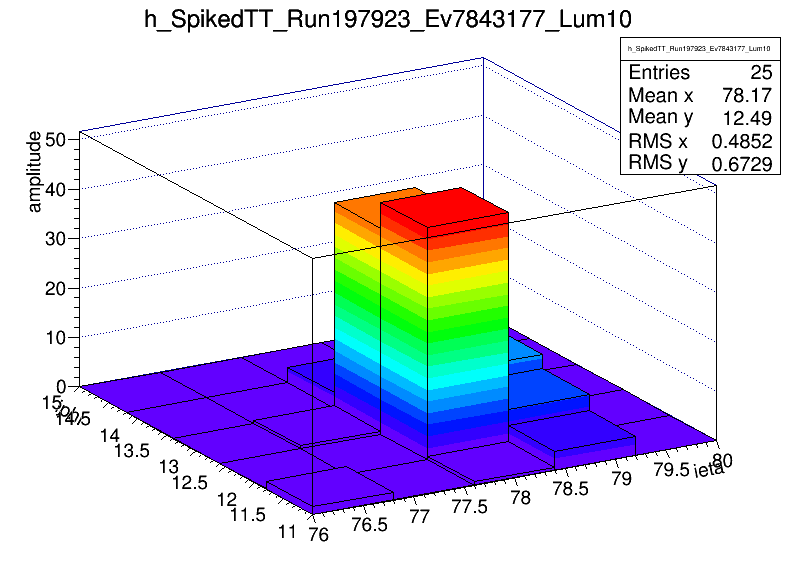 h_SpikedTT_Run197923_Ev7843177_Lum10
h_SpikedTT_Run197923_Ev7843177_Lum10
Entries 25
Mean x 78.17
Mean y 12.49
RMS x 0.4852
RMS y 0.6729
amplitude
50
40
30
20
10
0
15
14.5
14
13.5
13
12.5
12
11.5
11
76
76.5
77
77.5
78
78.5
79
79.5
80
ieta